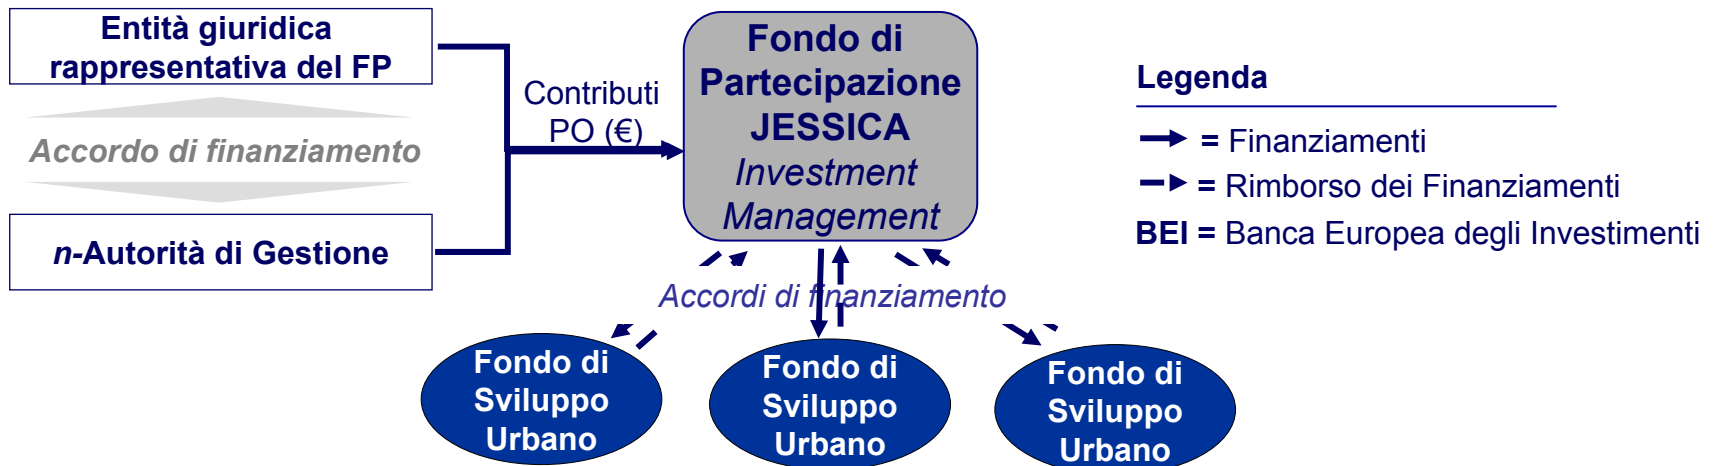 Entità giuridica
rappresentativa del FP
Accordo di finanziamento
n-Autorità di Gestione
Contributi
PO (€)
Fondo di
Partecipazione
JESSICA
Investment
Management
Legenda
= Finanziamenti
= Rimborso dei Finanziamenti
BEI = Banca Europea degli Investimenti
Accordi di finanziamento
Fondo di
Sviluppo
Urbano
Fondo di
Sviluppo
Urbano
Fondo di
Sviluppo
Urbano